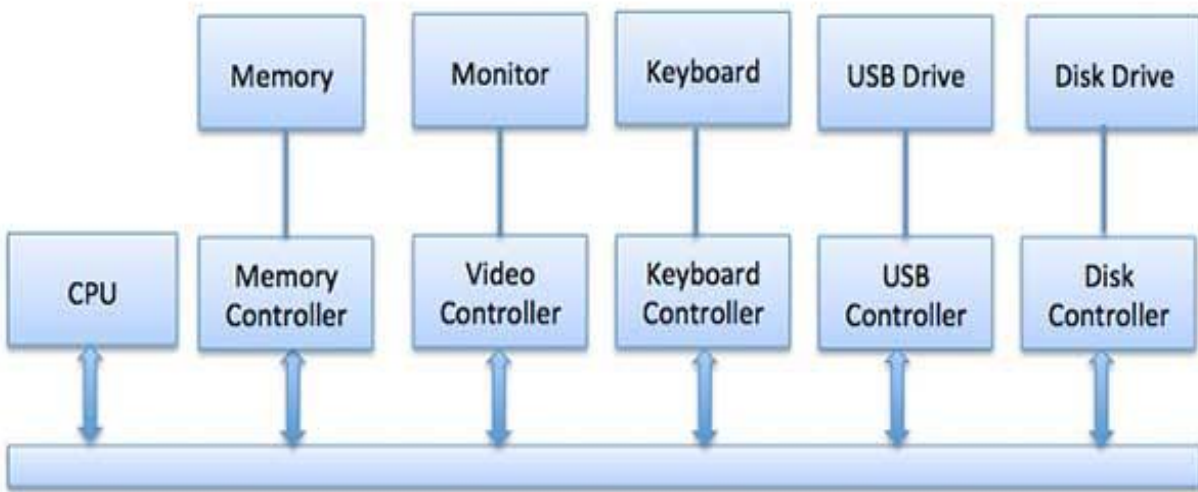 Memory
Monitor
Keyboard
USB Drive
Disk Drive
CPU
Memory
Controller
Video
Controller
Keyboard
Controller
USB
Controller
Disk
Controller